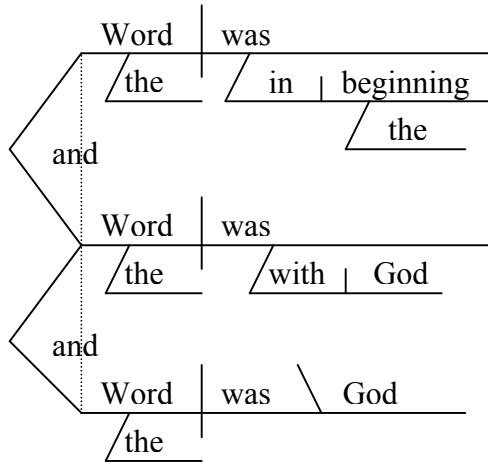 Word was
the in beginning
the
and
Word was
the with God
and
Word was God
the